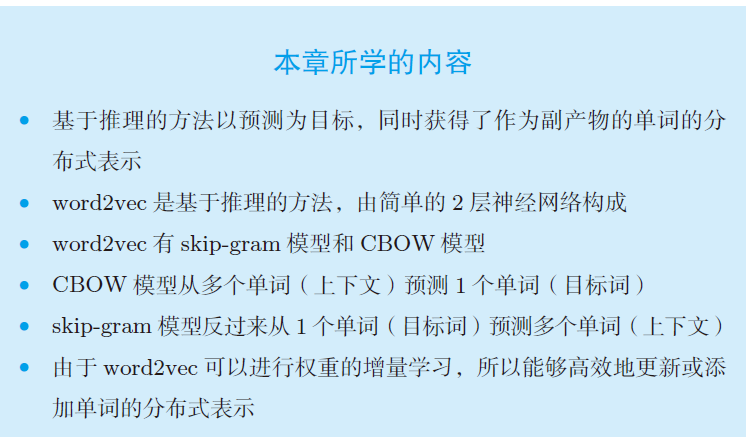 本章所学的内容
● 基于推理的方法以预测为目标，同时获得了作为副产物的单词的分
布式表示
● word2vec 是基于推理的方法，由简单的 2 层神经网络构成
● word2vec 有 skip-gram 模型和 CBOW 模型
● CBOW 模型从多个单词（上下文）预测 1 个单词（目标词）
● skip-gram 模型反过来从 1 个单词（目标词）预测多个单词（上下文）
● 由于 word2vec 可以进行权重的增量学习，所以能够高效地更新或添
加单词的分布式表示